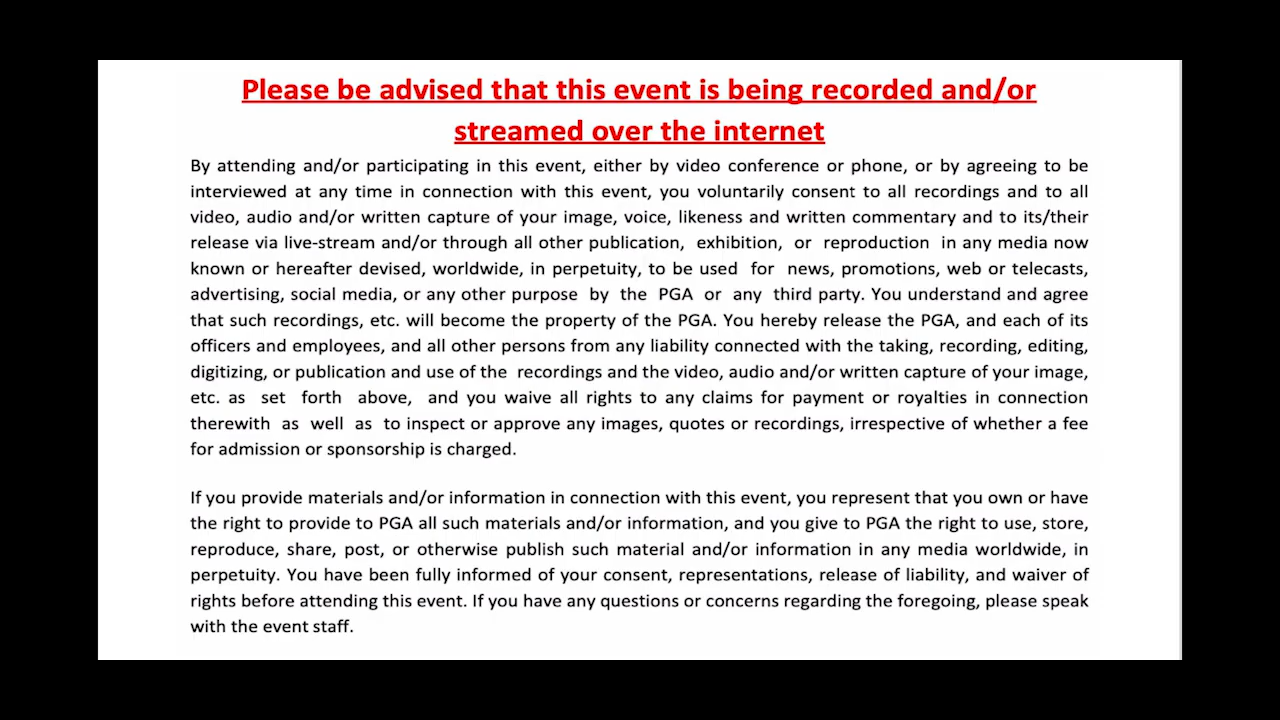 Please be advised that this event is being recorded and/or
streamed over the internet
By attending and/or participating in this event, either by video conference or phone, or by agreeing to be
interviewed at any time in connection with this event, you voluntarily consent to all recordings and to all
video, audio and/or written capture of your image, voice, likeness and written commentary and to its/their
release via live-stream and/or through all other publication, exhibition, or reproduction in any media now
known or hereafter devised, worldwide, in perpetuity, to be used for news, promotions, web or telecasts,
advertising, social media, or any other purpose by the PGA or any third party. You understand and agree
that such recordings, etc. will become the property of the PGA. You hereby release the PGA, and each of its
officers and employees, and all other persons from any liability connected with the taking, recording, editing,
digitizing, or publication and use of the recordings and the video, audio and/or written capture of your image,
etc. as set forth above, and you waive all rights to any claims for payment or royalties in connection
therewith as well as to inspect or approve any images, quotes or recordings, irrespective of whether a fee
for admission or sponsorship is charged.
If you provide materials and/or information in connection with this event, you represent that you own or have
the right to provide to PGA all such materials and/or information, and you give to PGA the right to use, store,
reproduce, share, post, or otherwise publish such material and/or information in any media worldwide, in
perpetuity. You have been fully informed of your consent, representations, release of liability, and waiver of
rights before attending this event. If you have any questions or concerns regarding the foregoing, please speak
with the event staff.